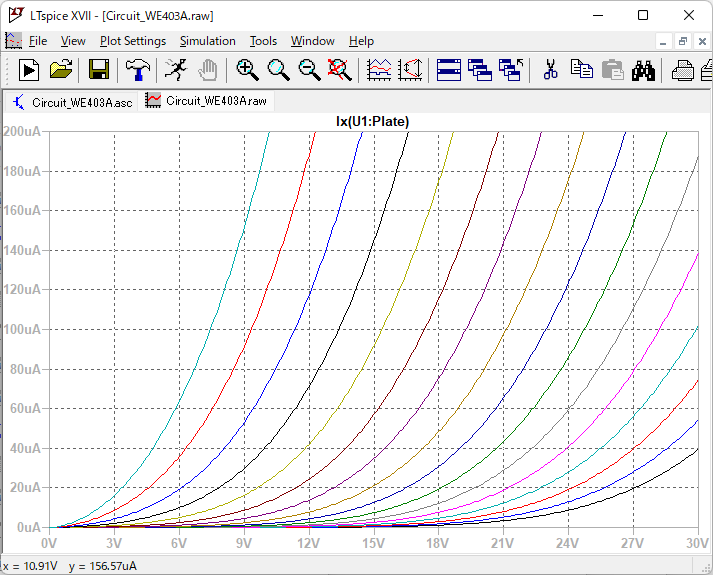 LTspice XVII - [Circuit_WE403A.raw]
File View Plot Settings Simulation Tools Window Help
Circuit_WE403A.asc Circuit_WE403A.raw
Ix(U1:Plate)
200uA
180uA
160uA
140uA
120uA
100uA
80uA
60uA
40uA
20uA
0uA
0V 3V 6V 9V 12V 15V 18V 21V 24V 27V 30V
x = 10.91V y = 156.57uA